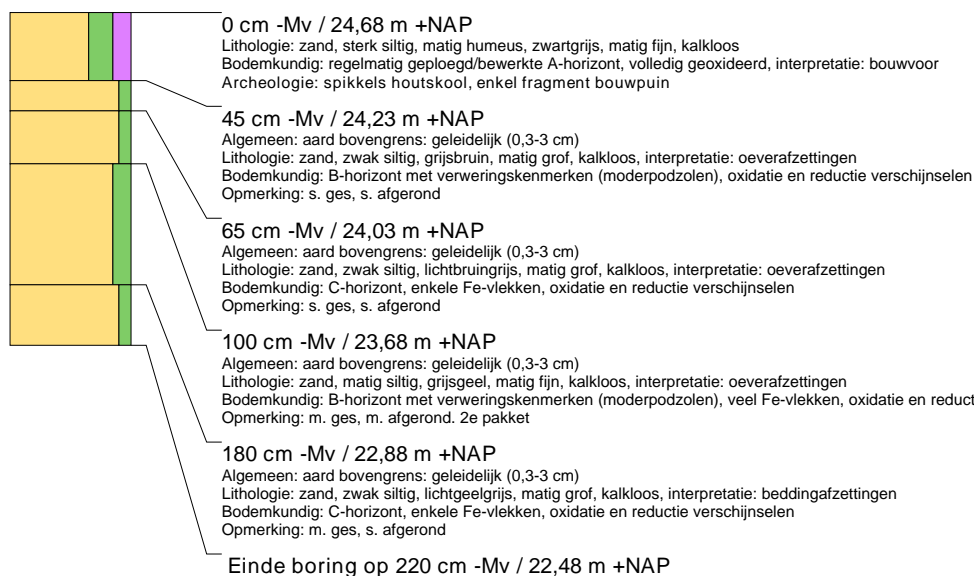 0 cm -Mv / 24,68 m +NAP
Lithologie: zand, sterk siltig, matig humeus, zwartgrijs, matig fijn, kalkloos
Bodemkundig: regelmatig geploegd/bewerkte A-horizont, volledig geoxideerd, interpretatie: bouwvoor
Archeologie: spikkels houtskool, enkel fragment bouwpuin
45 cm -Mv / 24,23 m +NAP
Algemeen: aard bovengrens: geleidelijk (0,3-3 cm)
Lithologie: zand, zwak siltig, grijsbruin, matig grof, kalkloos, interpretatie: oeverafzettingen
Bodemkundig: B-horizont met verweringskenmerken (moderpodzolen), oxidatie en reductie verschijnselen
Opmerking: s. ges, s. afgerond
65 cm -Mv / 24,03 m +NAP
Algemeen: aard bovengrens: geleidelijk (0,3-3 cm)
Lithologie: zand, zwak siltig, lichtbruingrijs, matig grof, kalkloos, interpretatie: oeverafzettingen
Bodemkundig: C-horizont, enkele Fe-vlekken, oxidatie en reductie verschijnselen
Opmerking: s. ges, s. afgerond
100 cm -Mv / 23,68 m +NAP
Algemeen: aard bovengrens: geleidelijk (0,3-3 cm)
Lithologie: zand, matig siltig, grijsgeel, matig fijn, kalkloos, interpretatie: oeverafzettingen
Bodemkundig: B-horizont met verweringskenmerken (moderpodzolen), veel Fe-vlekken, oxidatie en reduct
Opmerking: m. ges, m. afgerond. 2e pakket
180 cm -Mv / 22,88 m +NAP
Algemeen: aard bovengrens: geleidelijk (0,3-3 cm)
Lithologie: zand, zwak siltig, lichtgeelgrijs, matig grof, kalkloos, interpretatie: beddingafzettingen
Bodemkundig: C-horizont, enkele Fe-vlekken, oxidatie en reductie verschijnselen
Opmerking: m. ges, s. afgerond
Einde boring op 220 cm -Mv / 22,48 m +NAP